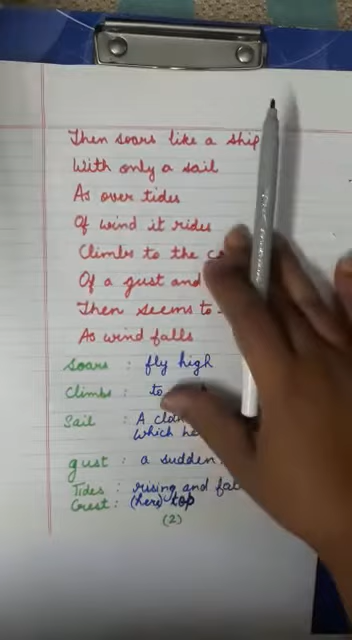 Then soars like a ship
With only a sail
As over tides
Of wind it rides
Climbs to the
Of a gust and
Then seems to
As wind falls
Soars : fly high
Climbs : to
Sail : A
which
gust : a sudden
Tides : rising and
Crest : (here) top
(2)